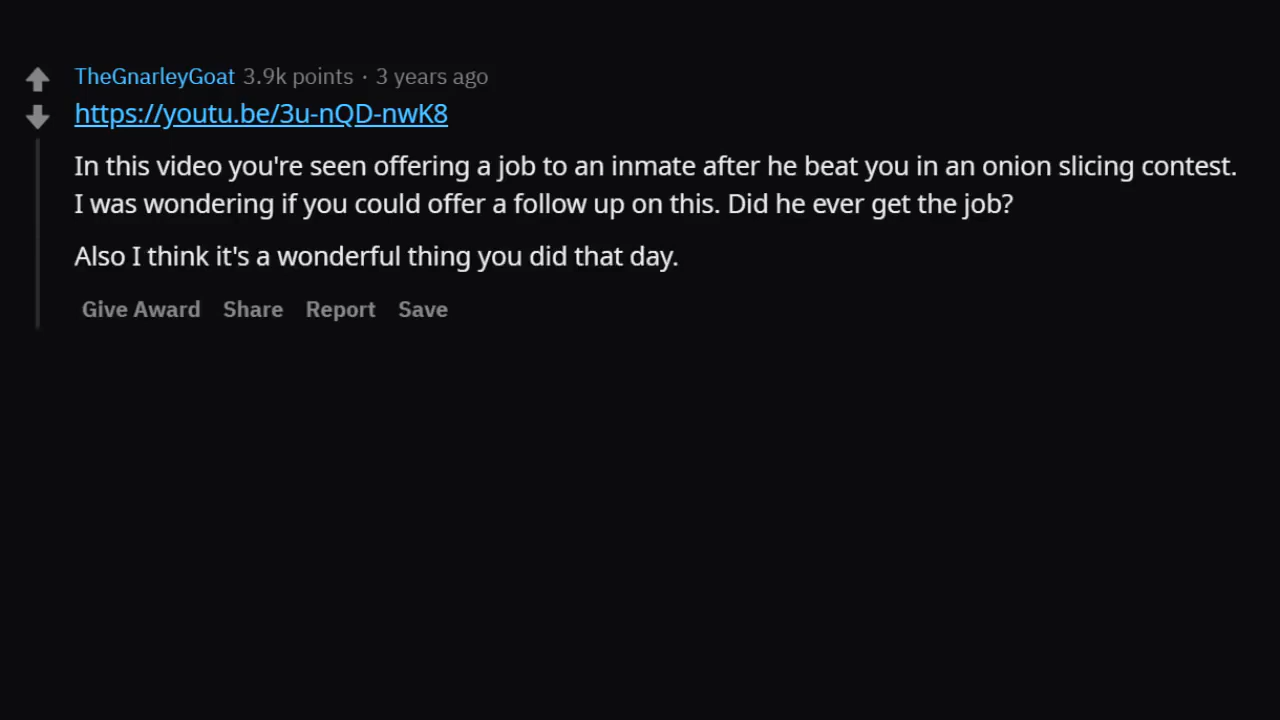 TheGnarleyGoat 3.9k points · 3 years ago
https://youtu.be/3u-nQD-nwK8
In this video you're seen offering a job to an inmate after he beat you in an onion slicing contest.
I was wondering if you could offer a follow up on this. Did he ever get the job?
Also I think it's a wonderful thing you did that day.
Give Award Share Report Save